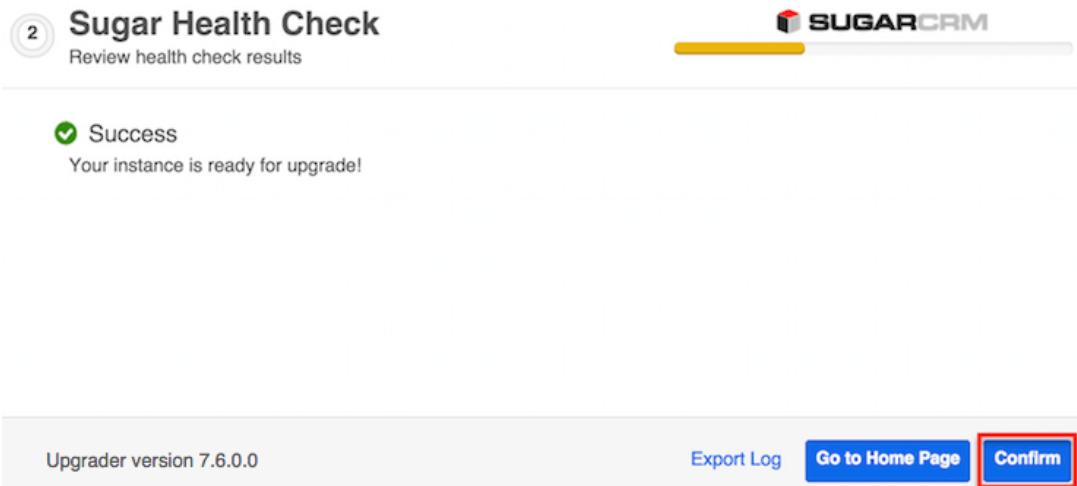 2
Sugar Health Check
SUGARCRM
Review health check results
Success
Your instance is ready for upgrade!
Upgrader version 7.6.0.0
Export Log
Go to Home Page
Confirm